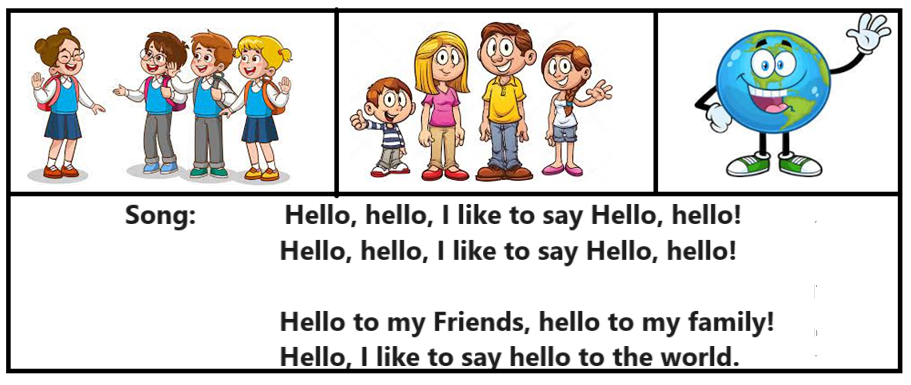 Song: Hello, hello, I like to say Hello, hello!
Hello, hello, I like to say Hello, hello!
Hello to my Friends, hello to my family!
Hello, I like to say hello to the world.